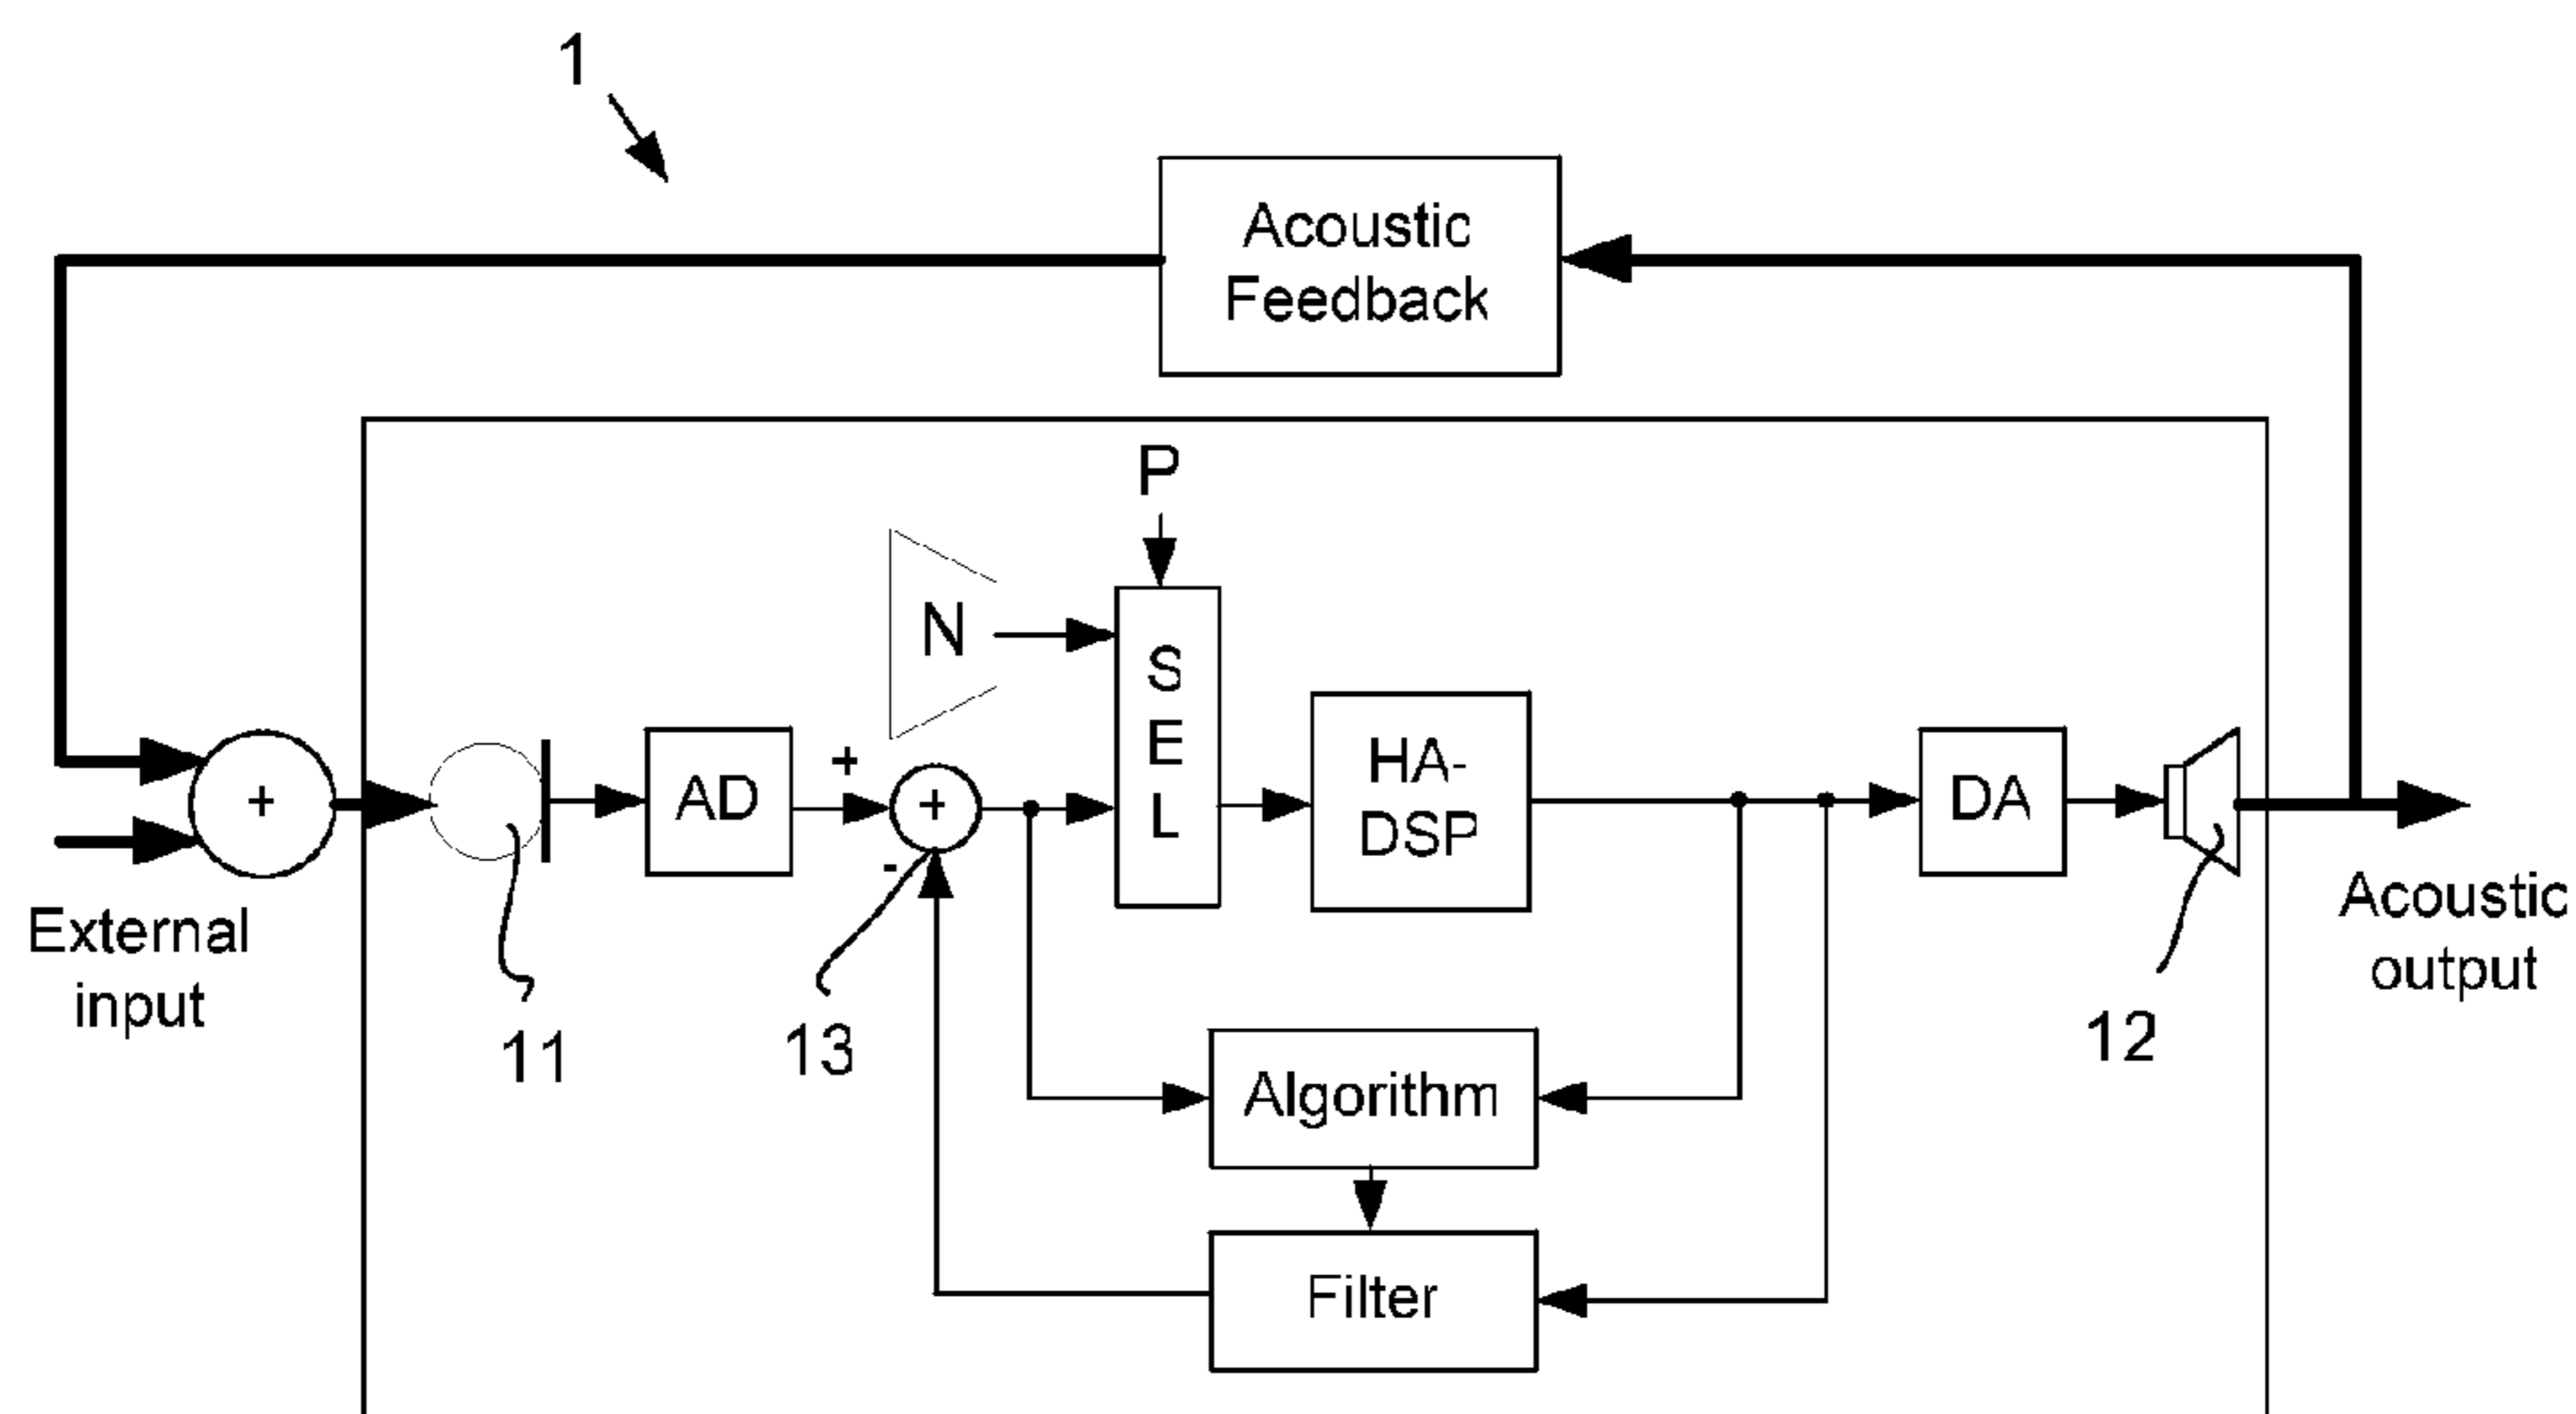 1
Acoustic
Feedback
P
N
S
E
L
+
AD
+
+
-
HA-
DSP
DA
External
input
11
13
12
Acoustic
output
Algorithm
Filter